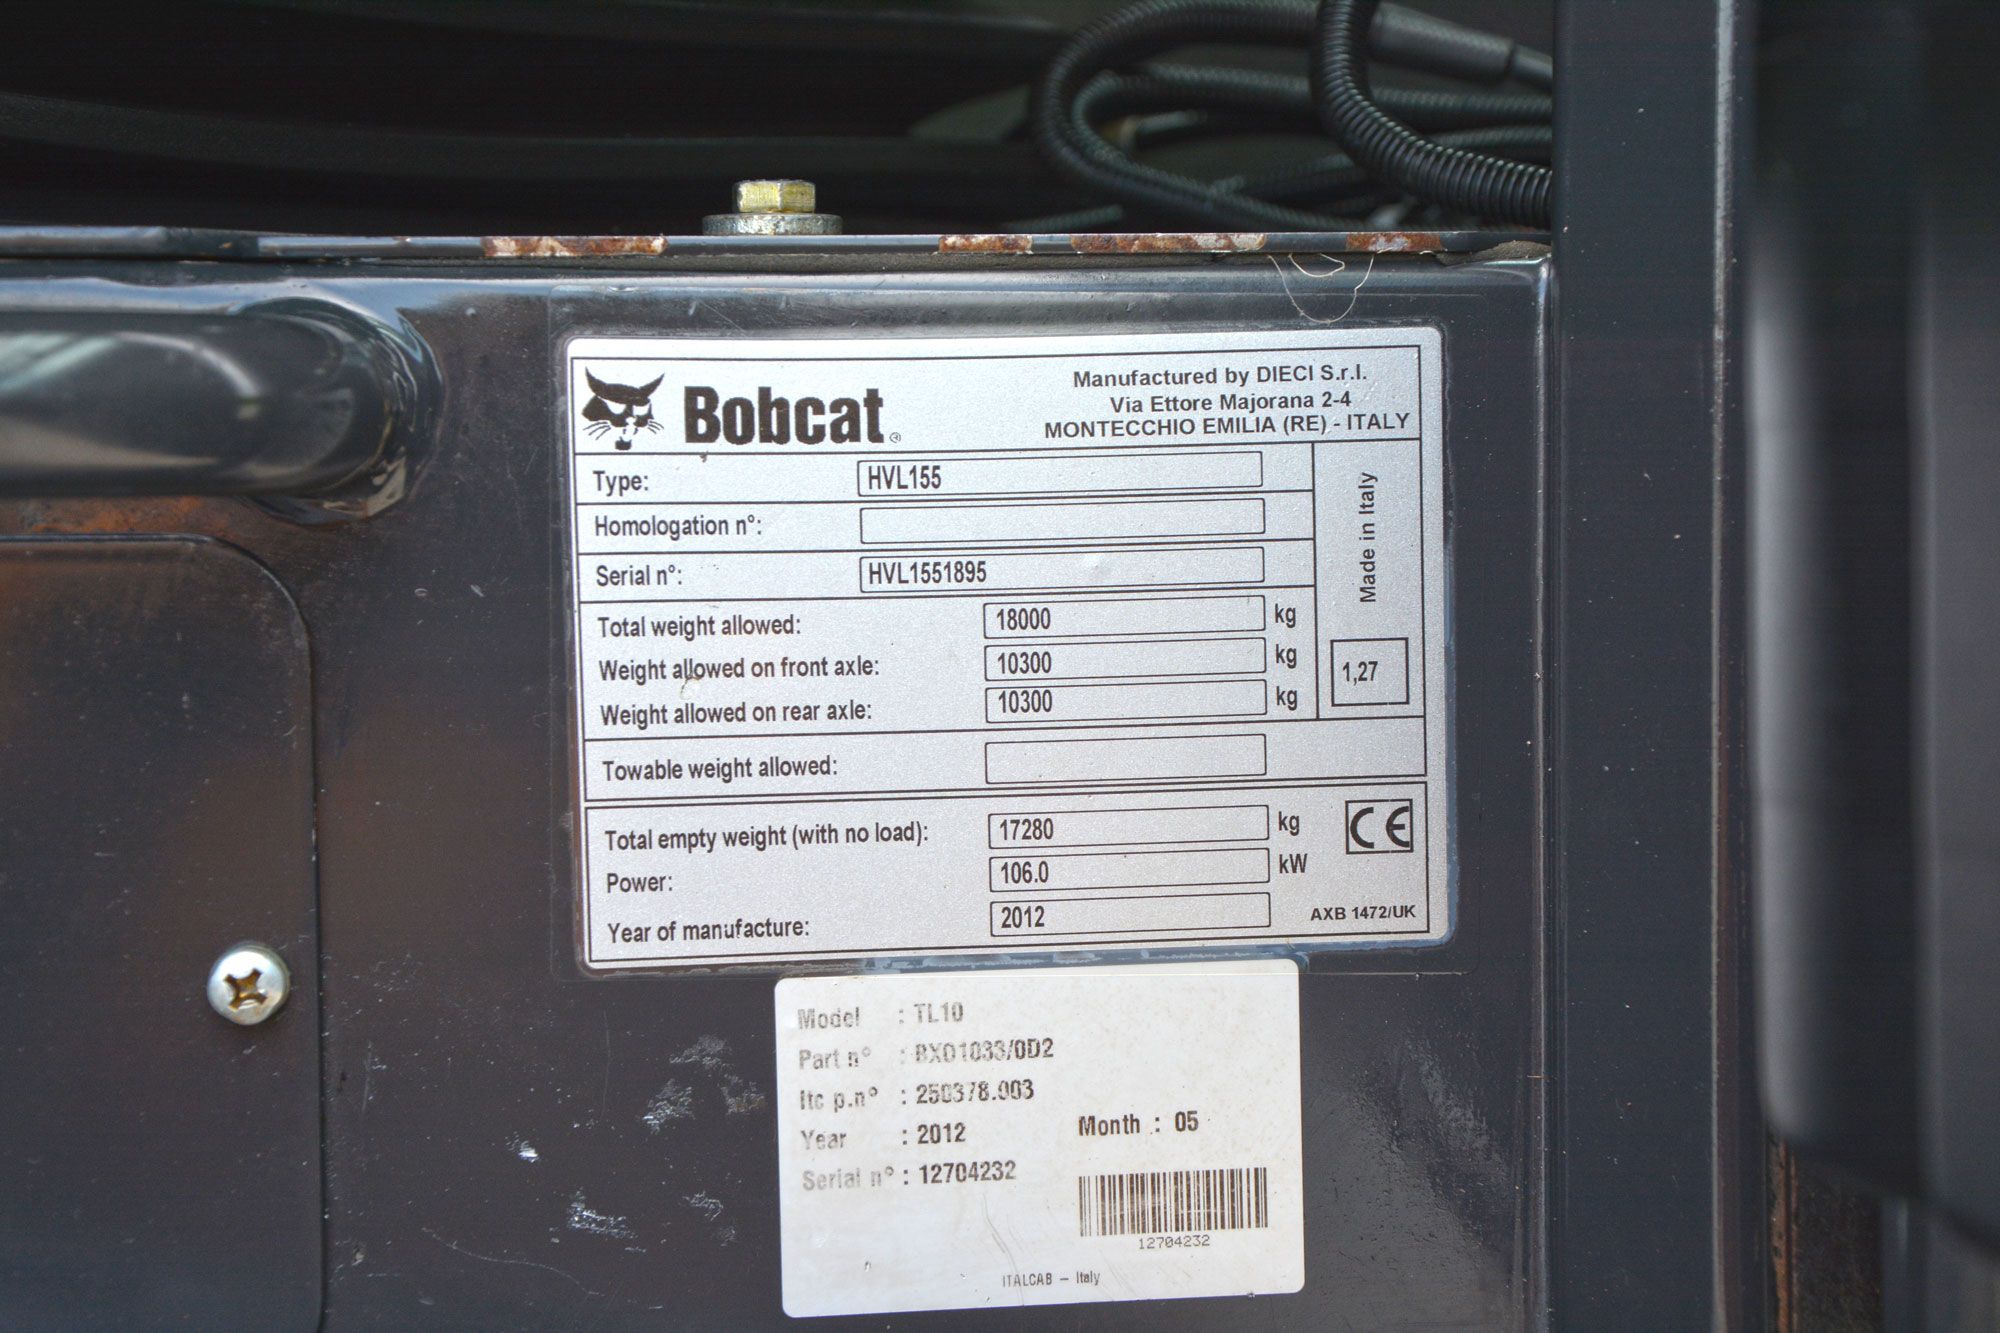 Bobcat®
Manufactured by DIECI S.r.l.
Via Ettore Majorana 2-4
MONTECCHIO EMILIA (RE) - ITALY
Type: HVL155
Homologation n°:
Serial n°: HVL1551895
Made in Italy
Total weight allowed: 18000 kg
Weight allowed on front axle: 10300 kg
Weight allowed on rear axle: 10300 kg
1,27
Towable weight allowed:
Total empty weight (with no load): 17280 kg
CE
Power: 106.0 kW
Year of manufacture: 2012
AXB 1472/UK
Model : TL10
Part n° : BX01033/0D2
Itc p.n° : 250378.003
Year : 2012 Month : 05
Serial n° : 12704232
12704232
ITALCAB – Italy